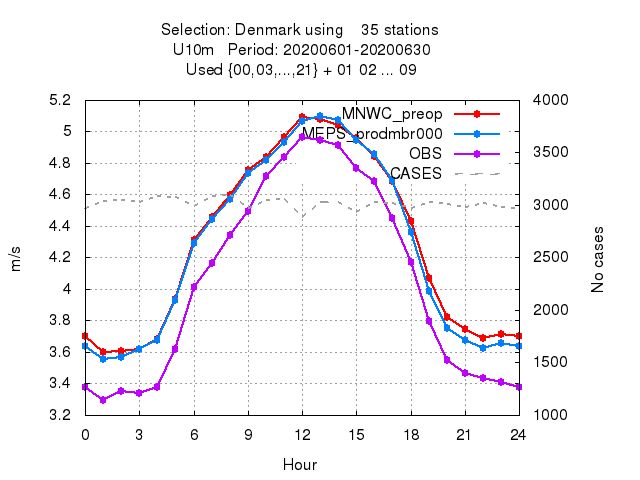 Selection: Denmark using    35 stations
U10m   Period: 20200601-20200630
Used {00,03,...,21} + 01 02 ... 09
5.2
5
4.8
4.6
4.4
4.2
4
3.8
3.6
3.4
3.2
m/s
4000
3500
3000
2500
2000
1500
1000
No cases
MNWC_preop
MEPS_prodmbr000
OBS
CASES
0 3 6 9 12 15 18 21 24
Hour